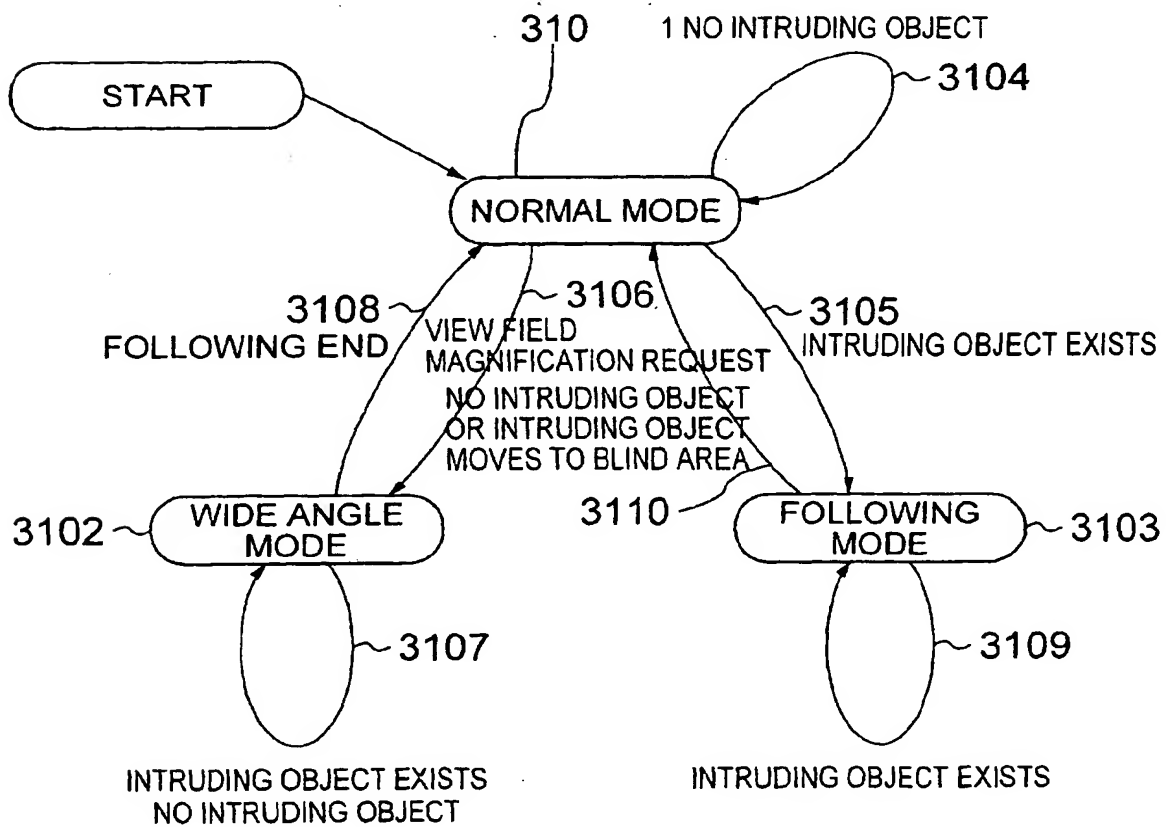 310
1 NO INTRUDING OBJECT
START
3104
NORMAL MODE
3108
FOLLOWING END
3106
VIEW FIELD
MAGNIFICATION REQUEST
NO INTRUDING OBJECT
OR INTRUDING OBJECT
MOVES TO BLIND AREA
3105
INTRUDING OBJECT EXISTS
3110
3102
WIDE ANGLE
MODE
FOLLOWING
MODE
3103
3107
3109
INTRUDING OBJECT EXISTS
NO INTRUDING OBJECT
INTRUDING OBJECT EXISTS